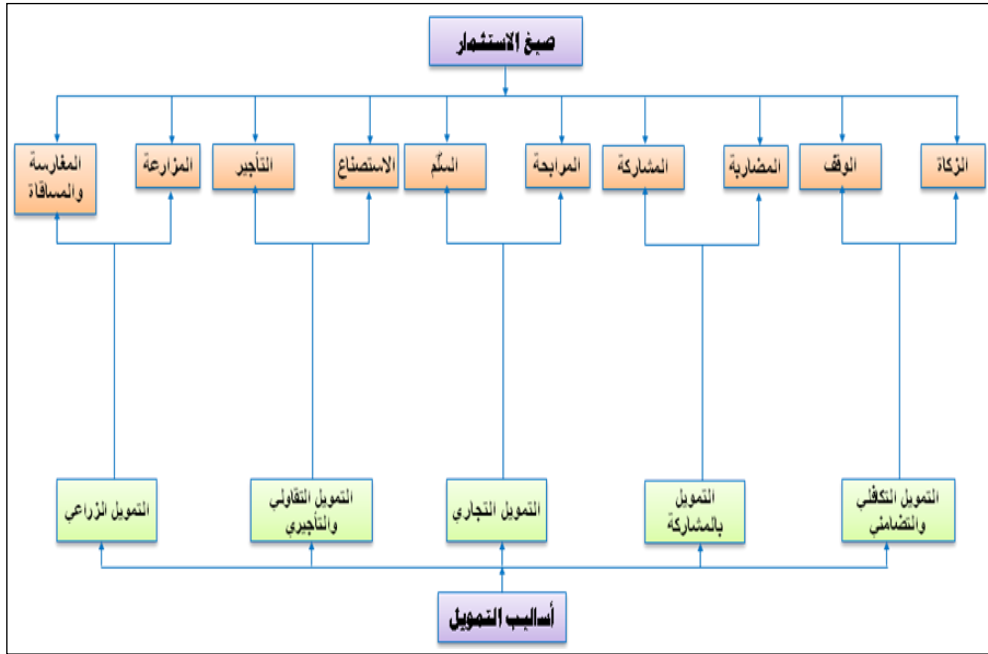 صيغ الاستثمار
الزكاة
الوقف
المضاربة
المشاركة
المرابحة
السلّم
الاستصناع
التأجير
المزارعة
المغارسة
والمساقاة
التمويل التكافلي
والتضامني
التمويل
بالمشاركة
التمويل التجاري
التمويل التقاولي
والتأجيري
التمويل الزراعي
أساليب التمويل